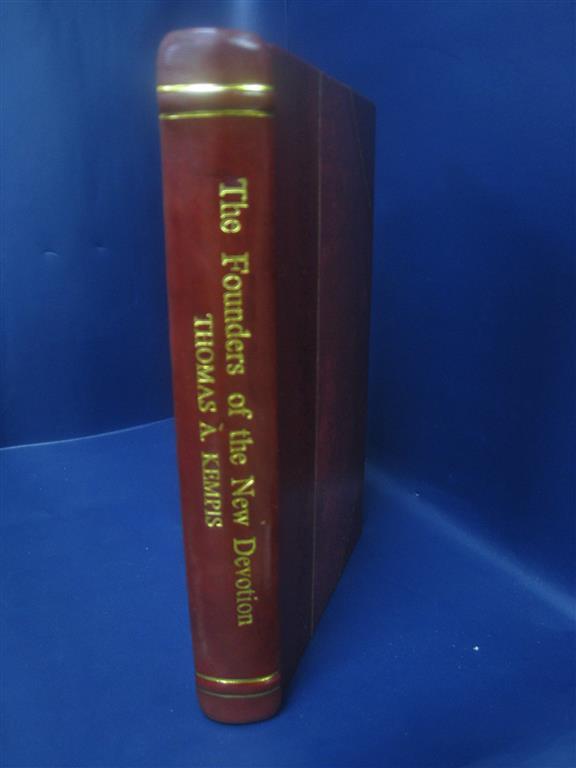 The Founders of the New Devotion
THOMAS À. KEMPIS